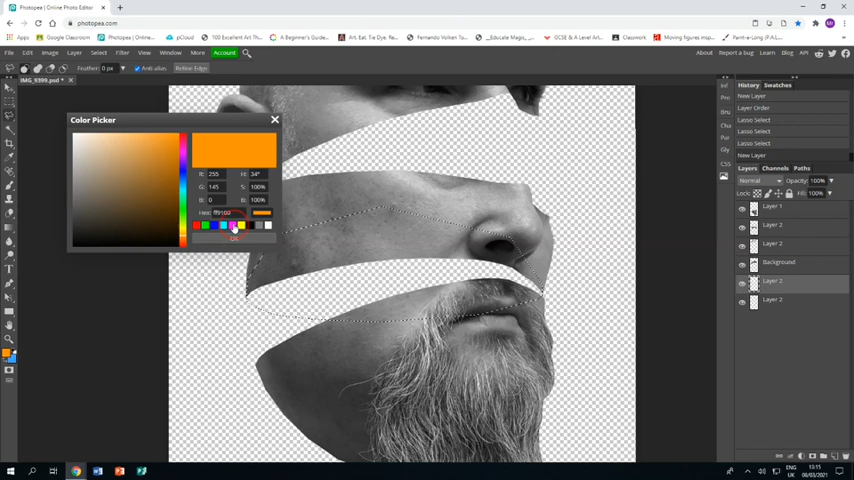 Photopea | Online Photo Editor
photopea.com
Apps
Google Classroom
Photopea | Online P...
pCloud
100 Excellent Art T...
A Beginner's Guide...
Art. Eat. Tie Dye. Re...
Fernando Volken T...
_Educate Magic_...
GCSE & A Level Art...
Clock
Classroom
Moving figures insp...
Paint-a-Long (P.A.L...
File Edit Image Layer Select Filter View Window More Account
About Report a bug Learn Blog API
Feather: 0 px Anti-alias Refine Edge
IMG_9399.psd *
Color Picker
R: 255 H: 34°
G: 145 S: 100%
B: 0 B: 100%
Hex: ff9100
OK
Inf
Pro
Bru
Cha
Par
Gly
CSS
History Swatches
New Layer
Layer Order
Lasso Select
Lasso Select
Lasso Select
New Layer
Layers Channels Paths
Normal Opacity: 100%
Lock: Fill: 100%
Layer 1
Layer 2
Layer 2
Background
Layer 2
Layer 2
ENG
UK
13:15
08/03/2021